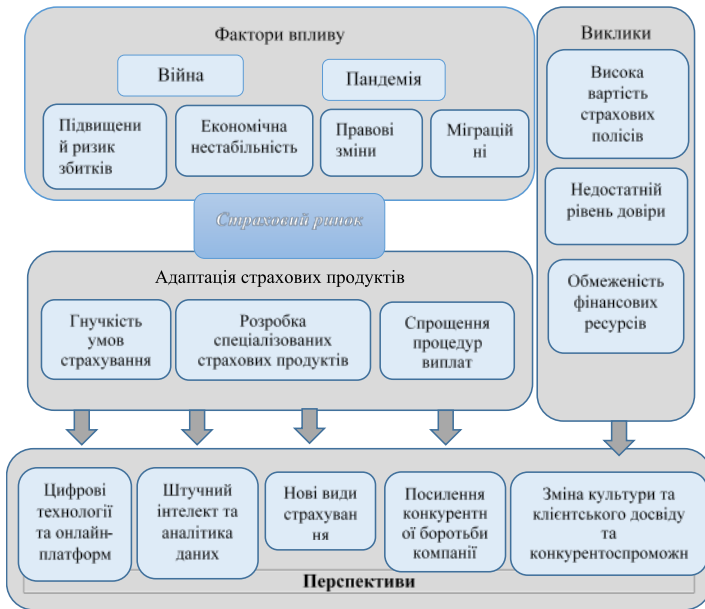 Фактори впливу
Війна
Пандемія
Підвищени
й ризик
збитків
Економічна
нестабільність
Правові
зміни
Міграцій
ні
Виклики
Висока
вартість
страхових
полісів
Недостатній
рівень довіри
Обмеженість
фінансових
ресурсів
Страховий ринок
Адаптація страхових продуктів
Гнучкість
умов
страхування
Розробка
спеціалізованих
страхових продуктів
Спрощення
процедур
виплат
Цифрові
технології
та онлайн-
платформ
Штучний
інтелект та
аналітика
даних
Нові види
страхуван
ня
Посилення
конкурентн
ої боротьби
компанії
Зміна культури та
клієнтського досвіду
та
конкурентоспроможн
Перспективи